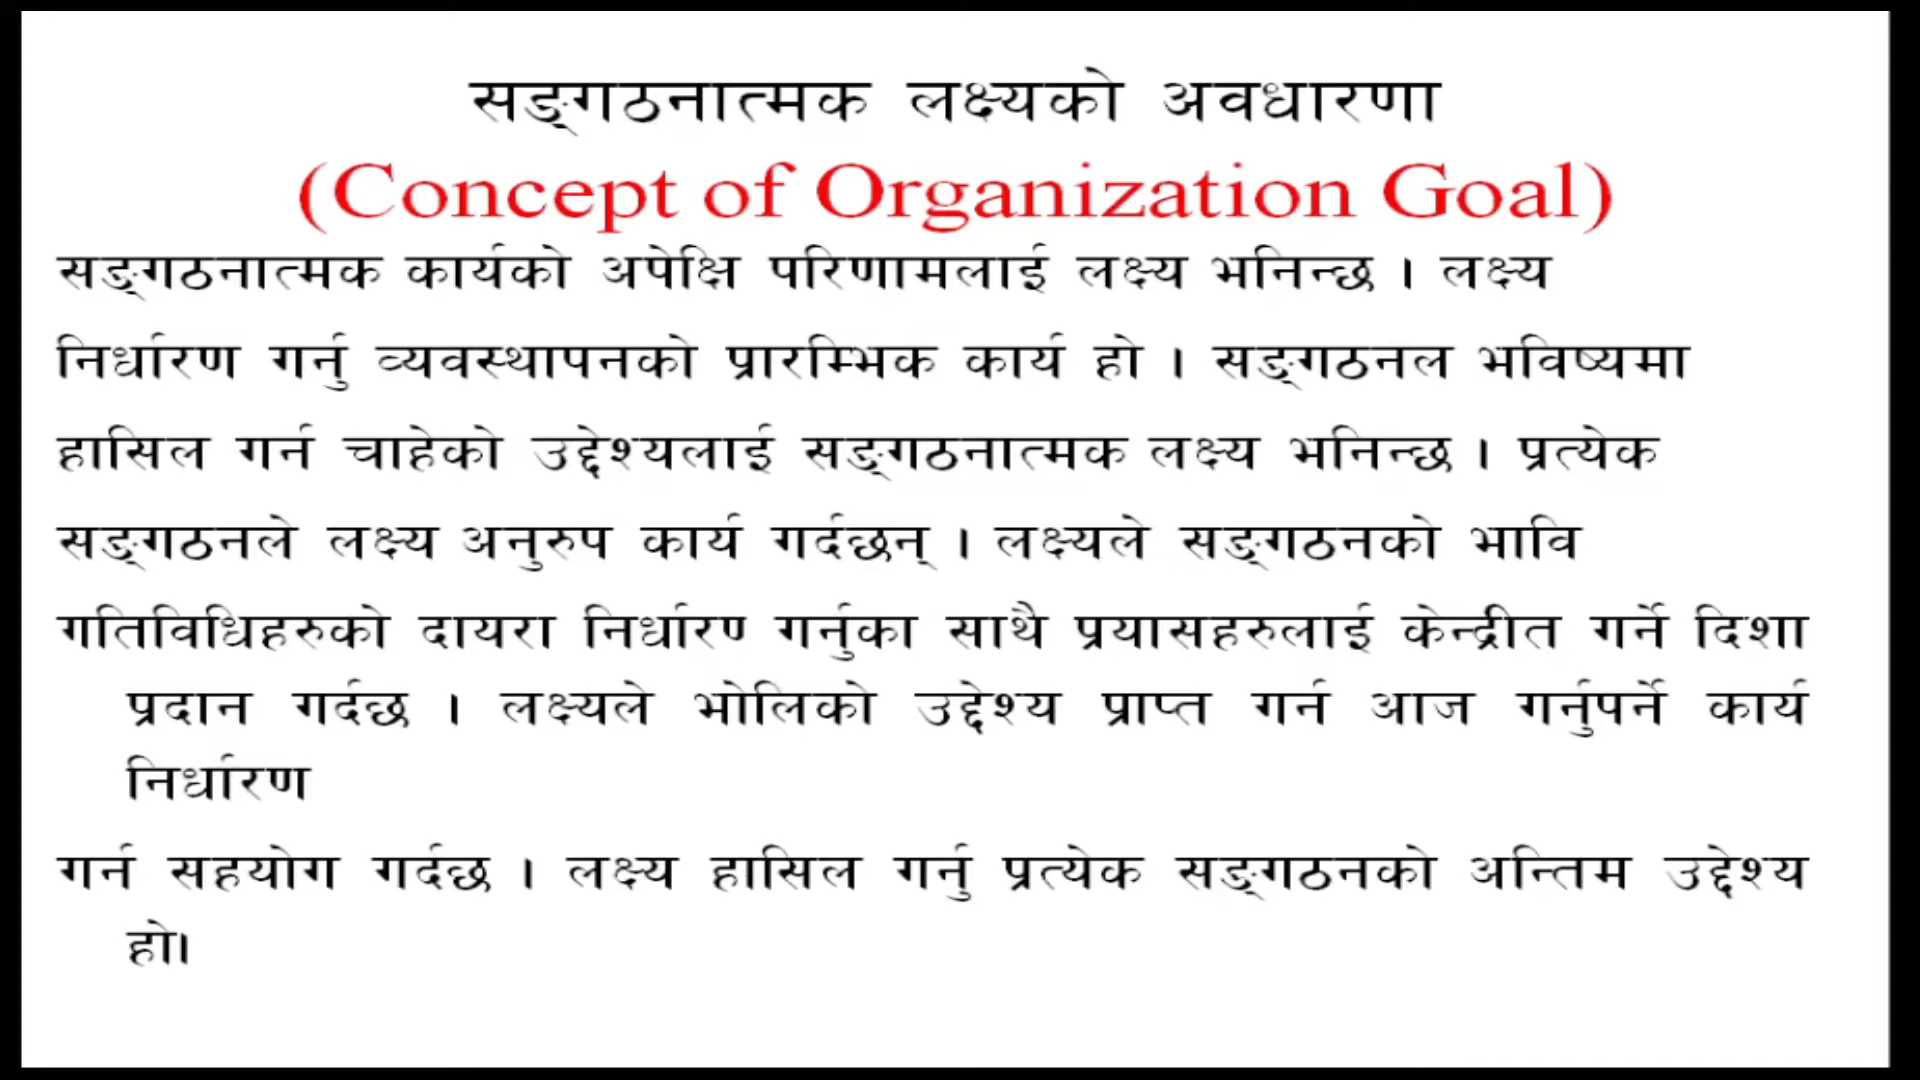 सङ्गठनात्मक लक्ष्यको अवधारणा
(Concept of Organization Goal)
सङ्गठनात्मक कार्यको अपेक्षि परिणामलाई लक्ष्य भनिन्छ । लक्ष्य
निर्धारण गर्नु व्यवस्थापनको प्रारम्भिक कार्य हो । सङ्गठनल भविष्यमा
हासिल गर्न चाहेको उद्देश्यलाई सङ्गठनात्मक लक्ष्य भनिन्छ । प्रत्येक
सङ्गठनले लक्ष्य अनुरुप कार्य गर्दछन् । लक्ष्यले सङ्गठनको भावि
गतिविधिहरुको दायरा निर्धारण गर्नुका साथै प्रयासहरुलाई केन्द्रीत गर्ने दिशा
प्रदान गर्दछ । लक्ष्यले भोलिको उद्देश्य प्राप्त गर्न आज गर्नुपर्ने कार्य
निर्धारण
गर्न सहयोग गर्दछ । लक्ष्य हासिल गर्नु प्रत्येक सङ्गठनको अन्तिम उद्देश्य
हो।